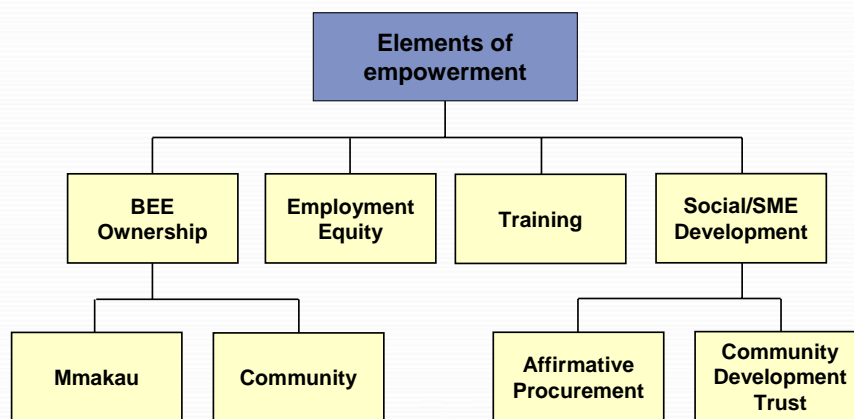 Elements of
empowerment
BEE
Ownership
Employment
Equity
Training
Social/SME
Development
Mmakau
Community
Affirmative
Procurement
Community
Development
Trust